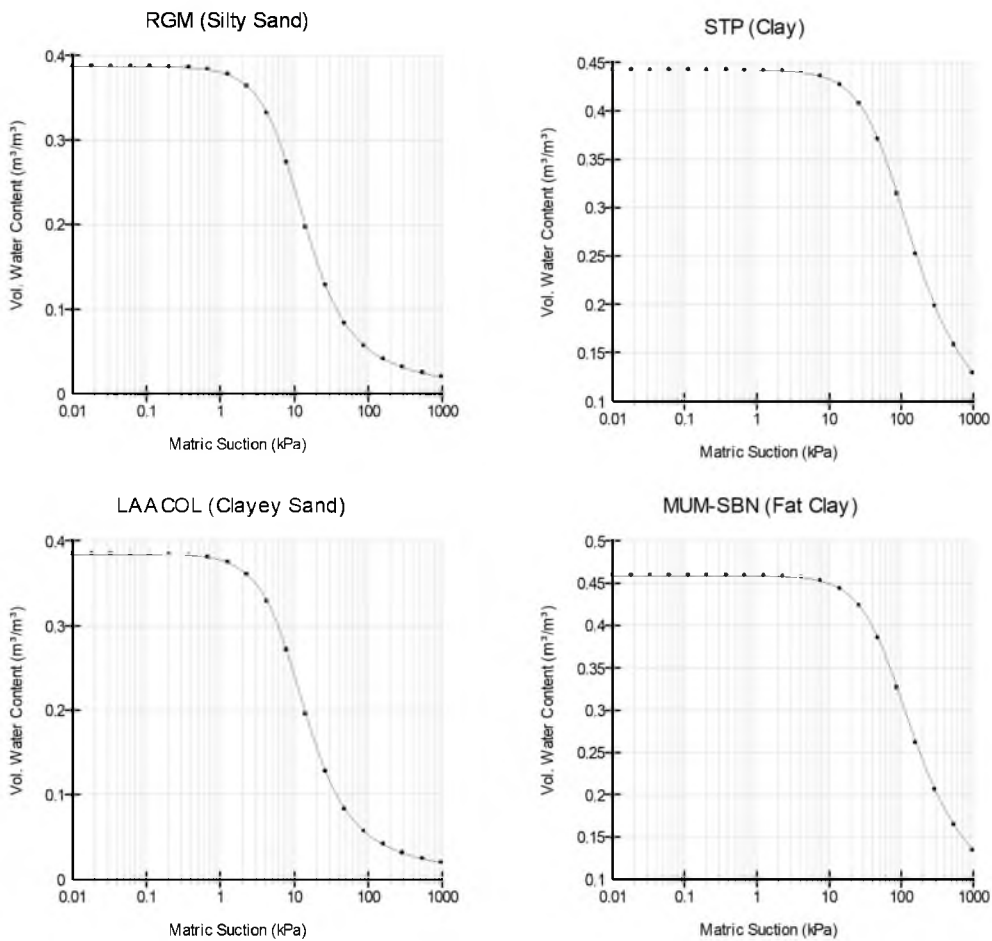 RGM (Silty Sand)
0.4
0.3
0.2
0.1
0
Vol. Water Content (m³/m³)
0.01 0.1 1 10 100 1000
Matric Suction (kPa)
STP (Clay)
0.45
0.4
0.35
0.3
0.25
0.2
0.15
0.1
Vol. Water Content (m³/m³)
0.01 0.1 1 10 100 1000
Matric Suction (kPa)
LAACOL (Clayey Sand)
0.4
0.3
0.2
0.1
0
Vol. Water Content (m³/m³)
0.01 0.1 1 10 100 1000
Matric Suction (kPa)
MUM-SBN (Fat Clay)
0.5
0.45
0.4
0.35
0.3
0.25
0.2
0.15
0.1
Vol. Water Content (m³/m³)
0.01 0.1 1 10 100 1000
Matric Suction (kPa)